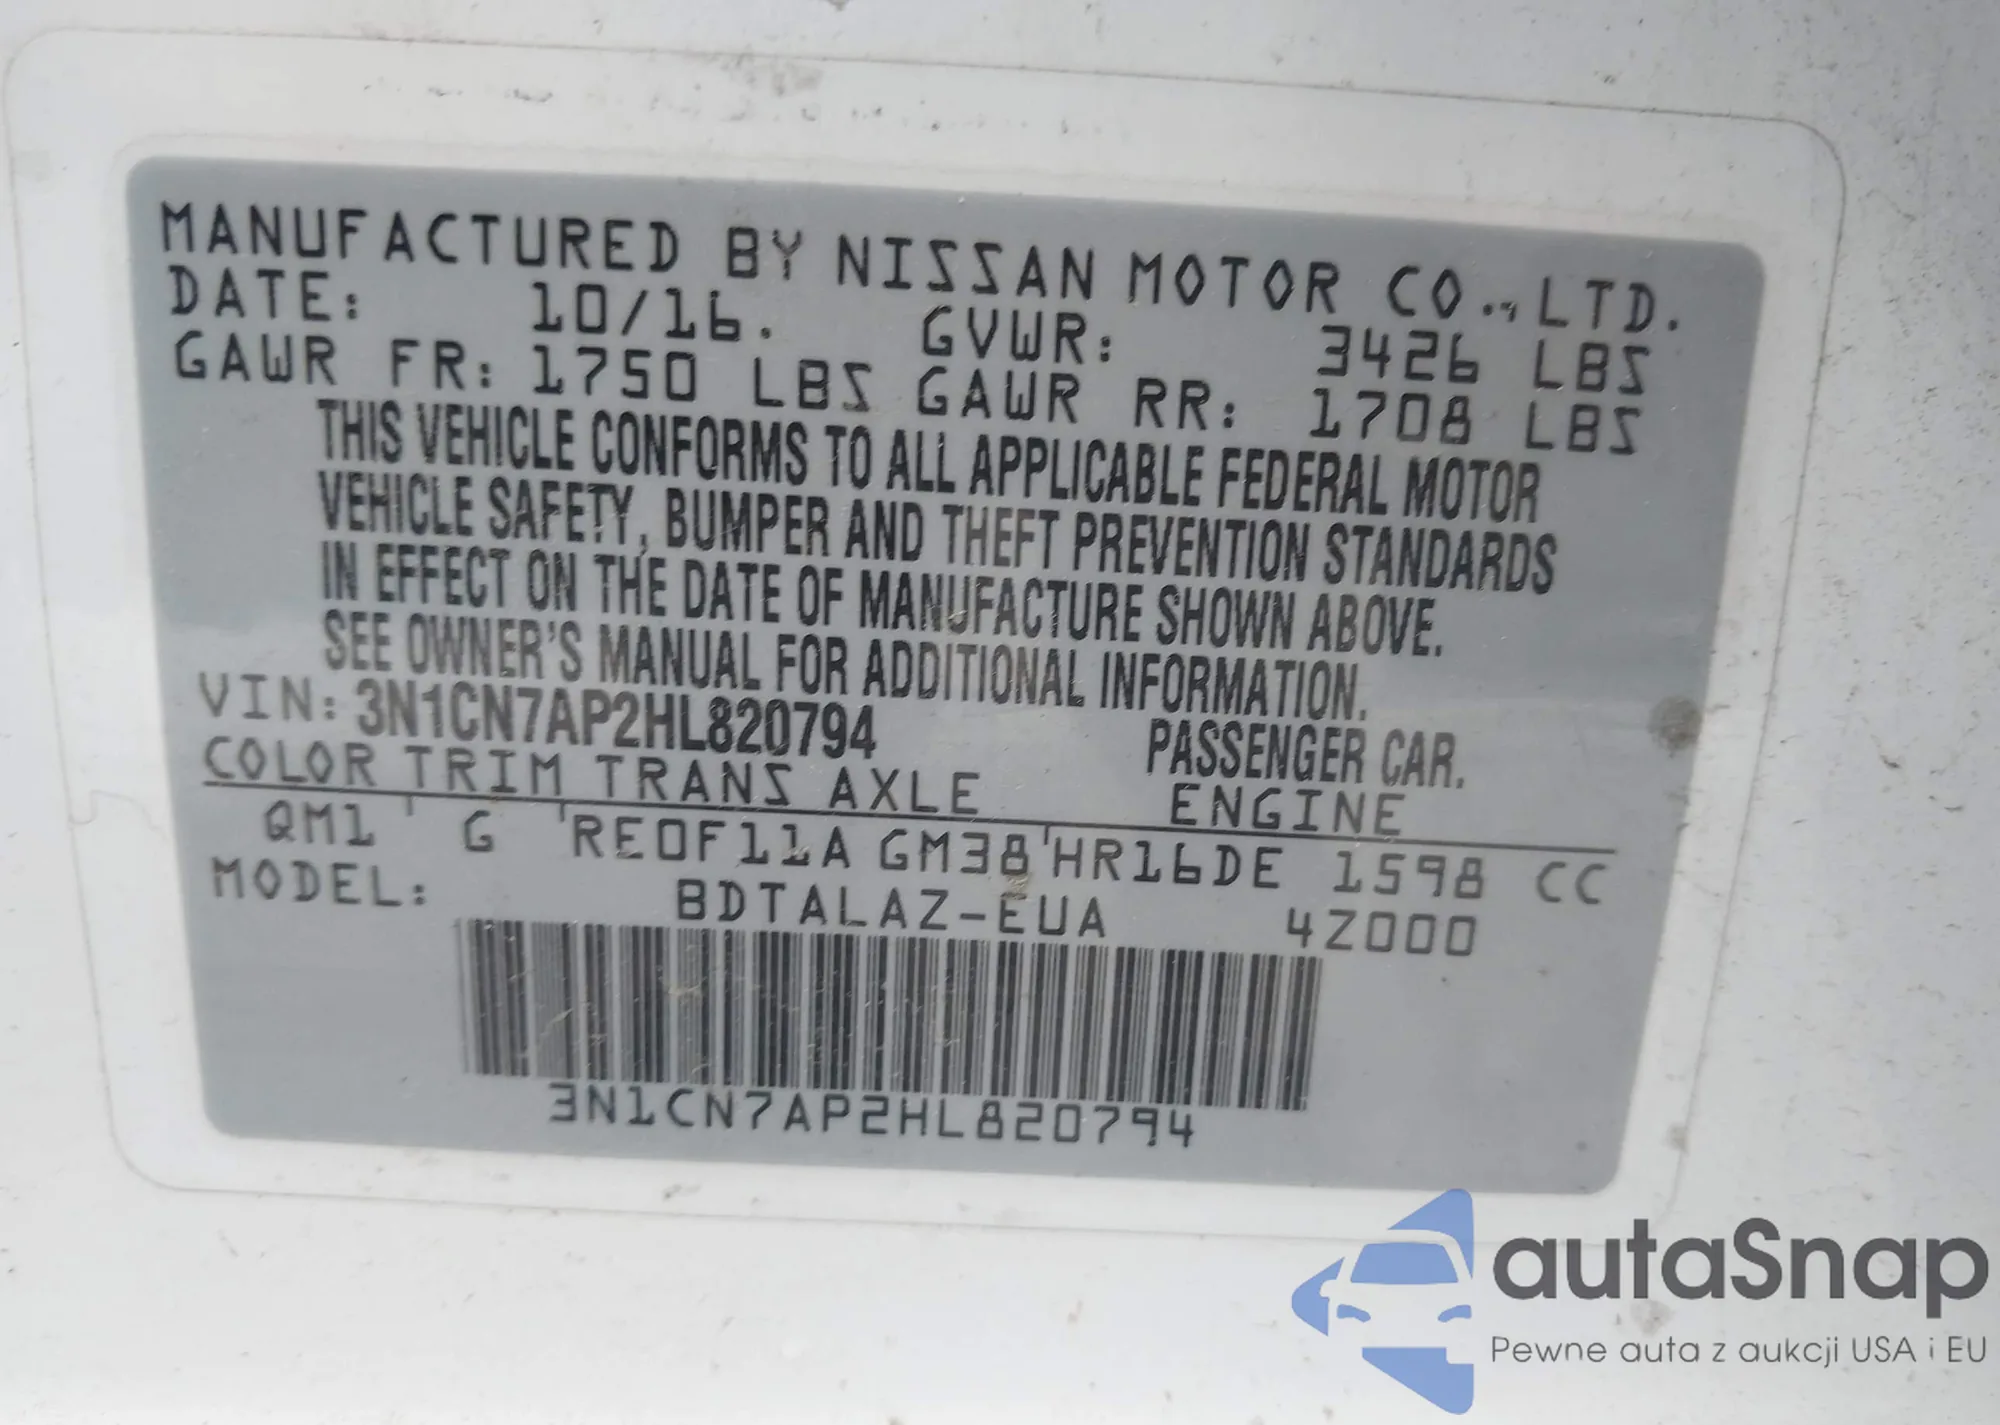 MANUFACTURED BY NISSAN MOTOR CO., LTD.
DATE: 10/16. GVWR: 3426 LBS
GAWR FR: 1750 LBS GAWR RR: 1708 LBS
THIS VEHICLE CONFORMS TO ALL APPLICABLE FEDERAL MOTOR
VEHICLE SAFETY, BUMPER AND THEFT PREVENTION STANDARDS
IN EFFECT ON THE DATE OF MANUFACTURE SHOWN ABOVE.
SEE OWNER'S MANUAL FOR ADDITIONAL INFORMATION.
VIN: 3N1CN7AP2HL820794 PASSENGER CAR.
COLOR TRIM TRANS AXLE ENGINE
QM1 G RE0F11A GM38 HR16DE 1598 CC
MODEL: BDTALAZ-EUA 4Z000
3N1CN7AP2HL820794
autaSnap
Pewne auta z aukcji USA i EU